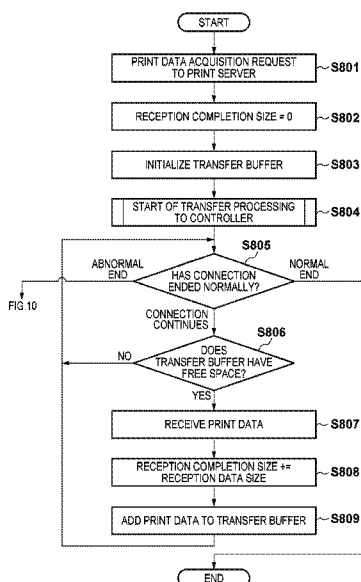 START
PRINT DATA ACQUISITION REQUEST
TO PRINT SERVER
S801
RECEPTION COMPLETION SIZE = 0
S802
INITIALIZE TRANSFER BUFFER
S803
START OF TRANSFER PROCESSING
TO CONTROLLER
S804
S805
ABNORMAL
END
HAS CONNECTION
ENDED NORMALLY?
NORMAL
END
FIG.10
CONNECTION
CONTINUES
S806
NO
DOES
TRANSFER BUFFER HAVE
FREE SPACE?
YES
RECEIVE PRINT DATA
S807
RECEPTION COMPLETION SIZE +=
RECEPTION DATA SIZE
S808
ADD PRINT DATA TO TRANSFER BUFFER
S809
END